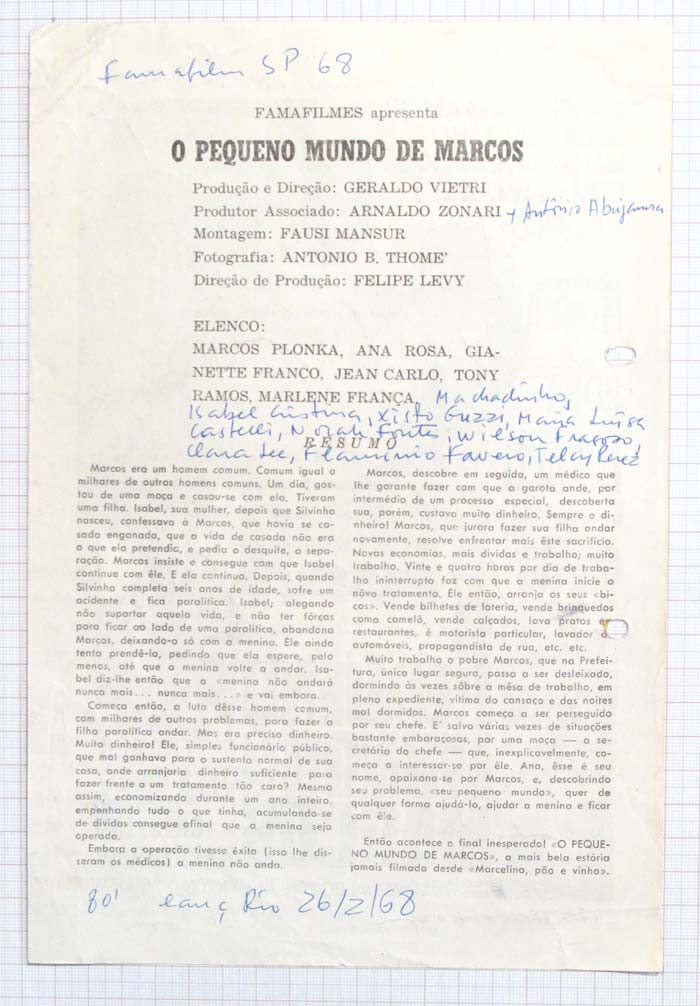 Famafilm SP 68
FAMAFILMES apresenta
O PEQUENO MUNDO DE MARCOS
Produção e Direção: GERALDO VIETRI
Produtor Associado: ARNALDO ZONARI + Antônio Abujamra
Montagem: FAUSI MANSUR
Fotografia: ANTONIO B. THOME'
Direção de Produção: FELIPE LEVY
ELENCO:
MARCOS PLONKA, ANA ROSA, GIA-
NETTE FRANCO, JEAN CARLO, TONY
RAMOS, MARLENE FRANÇA, Machadinho,
Isabel Cristina, Xisto Guzzi, Maria Luisa
Castelli, Norah Fontes, Wilson Fragoso,
RESUMO
Clara Lee, Flaminio Favero, Telcy Perez
Marcos era um homem comum. Comum igual a
milhares de outros homens comuns. Um dia, gos-
tou de uma moça e casou-se com ela. Tiveram
uma filha. Isabel, sua mulher, depois que Silvinha
nasceu, confessava à Marcos, que havia se ca-
sado enganada, que a vida de casada não era
o que ela pretendia, e pedia o desquite, a sepa-
ração. Marcos insiste e consegue com que Isabel
continue com êle. E ela continua. Depois, quando
Silvinha completa seis anos de idade, sofre um
acidente e fica paralítica. Isabel; alegando
não suportar aquela vida, e não ter fôrças
para ficar ao lado de uma paralítica, abandona
Marcos, deixando-o só com a menina. Êle ainda
tenta prendê-la, pedindo que ela espere, pelo
menos, até que a menina volte a andar. Isa-
bel diz-lhe então que a «menina não andará
nunca mais... nunca mais...» e vai embora.
Começa então, a luta dêsse homem comum,
com milhares de outros problemas, para fazer a
filha paralítica andar. Mas era preciso dinheiro.
Muito dinheiro! Êle, simples funcionário público,
que mal ganhava para o sustento normal de sua
casa, onde arranjaria dinheiro suficiente para
fazer frente a um tratamento tão caro? Mesmo
assim, economizando durante um ano inteiro,
empenhando tudo o que tinha, acumulando-se
de dívidas consegue afinal que a menina seja
operada.
Embora a operação tivesse êxito (isso lhe dis-
seram os médicos) a menina não anda.
Marcos, descobre em seguida, um médico que
lhe garante fazer com que a garota ande, por
intermédio de um processo especial, descoberta
sua, porém, custava muito dinheiro. Sempre o di-
nheiro! Marcos, que jurara fazer sua filha andar
novamente, resolve enfrentar mais êste sacrifício.
Novas economias, mais dívidas e trabalho; muito
trabalho. Vinte e quatro horas por dia de traba-
lho ininterrupto faz com que a menina inicie o
nôvo tratamento. Êle então, arranja os seus «bi-
cos». Vende bilhetes de loteria, vende brinquedos
como camelô, vende calçados, lava pratos em
restaurantes, é motorista particular, lavador de
automóveis, propagandista de rua, etc. etc.
Muito trabalha o pobre Marcos, que na Prefei-
tura, único lugar seguro, passa a ser desleixado,
dormindo às vezes sôbre a mêsa de trabalho, em
pleno expediente, vítima do cansaço e das noites
mal dormidas. Marcos começa a ser perseguido
por seu chefe. E' salvo várias vezes de situações
bastante embaraçosas, por uma moça — a se-
cretária do chefe — que, inexplicavelmente, co-
meça a interessar-se por êle. Ana, êsse é seu
nome, apaixona-se por Marcos, e, descobrindo
seu problema, «seu pequeno mundo», quer de
qualquer forma ajudá-lo, ajudar a menina e ficar
com êle.
Então acontece o final inesperado! «O PEQUE-
NO MUNDO DE MARCOS», a mais bela estória
jamais filmada desde «Marcelino, pão e vinho».
80' lanç Rio 26/2/68